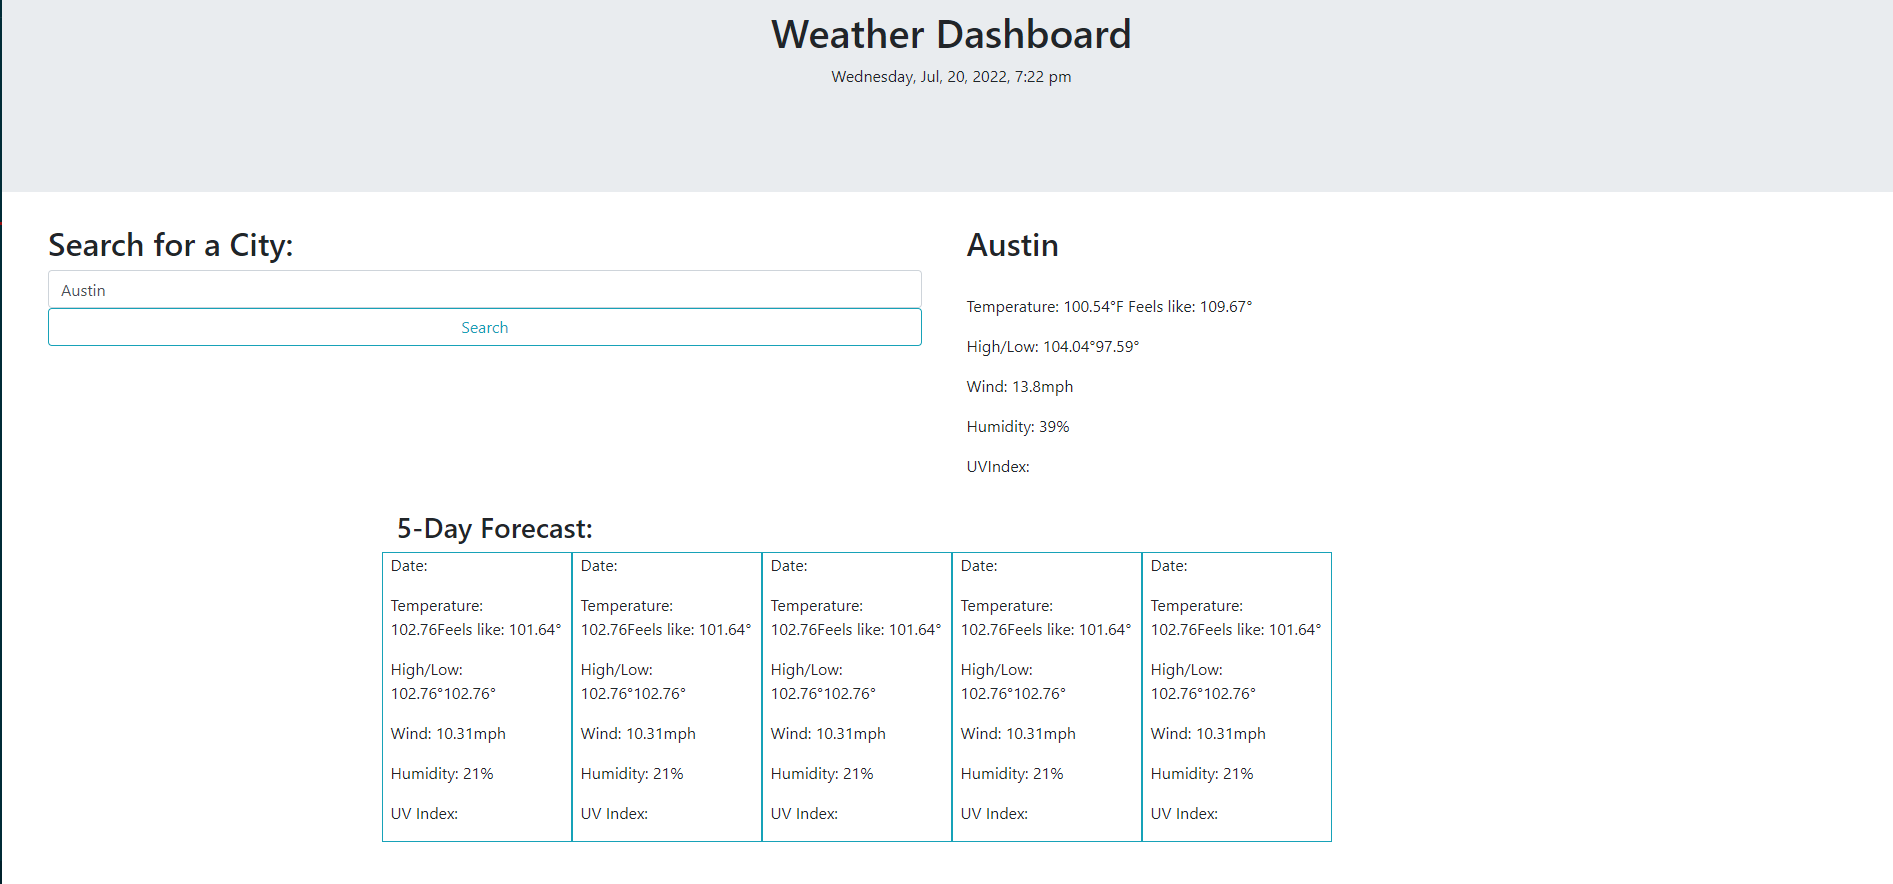 Weather Dashboard
Wednesday, Jul, 20, 2022, 7:22 pm
Search for a City:
Austin
Search
Austin
Temperature: 100.54°F Feels like: 109.67°
High/Low: 104.04°97.59°
Wind: 13.8mph
Humidity: 39%
UVIndex:
5-Day Forecast:
Date:
Temperature:
102.76Feels like: 101.64°
High/Low:
102.76°102.76°
Wind: 10.31mph
Humidity: 21%
UV Index:
Date:
Temperature:
102.76Feels like: 101.64°
High/Low:
102.76°102.76°
Wind: 10.31mph
Humidity: 21%
UV Index:
Date:
Temperature:
102.76Feels like: 101.64°
High/Low:
102.76°102.76°
Wind: 10.31mph
Humidity: 21%
UV Index:
Date:
Temperature:
102.76Feels like: 101.64°
High/Low:
102.76°102.76°
Wind: 10.31mph
Humidity: 21%
UV Index:
Date:
Temperature:
102.76Feels like: 101.64°
High/Low:
102.76°102.76°
Wind: 10.31mph
Humidity: 21%
UV Index: